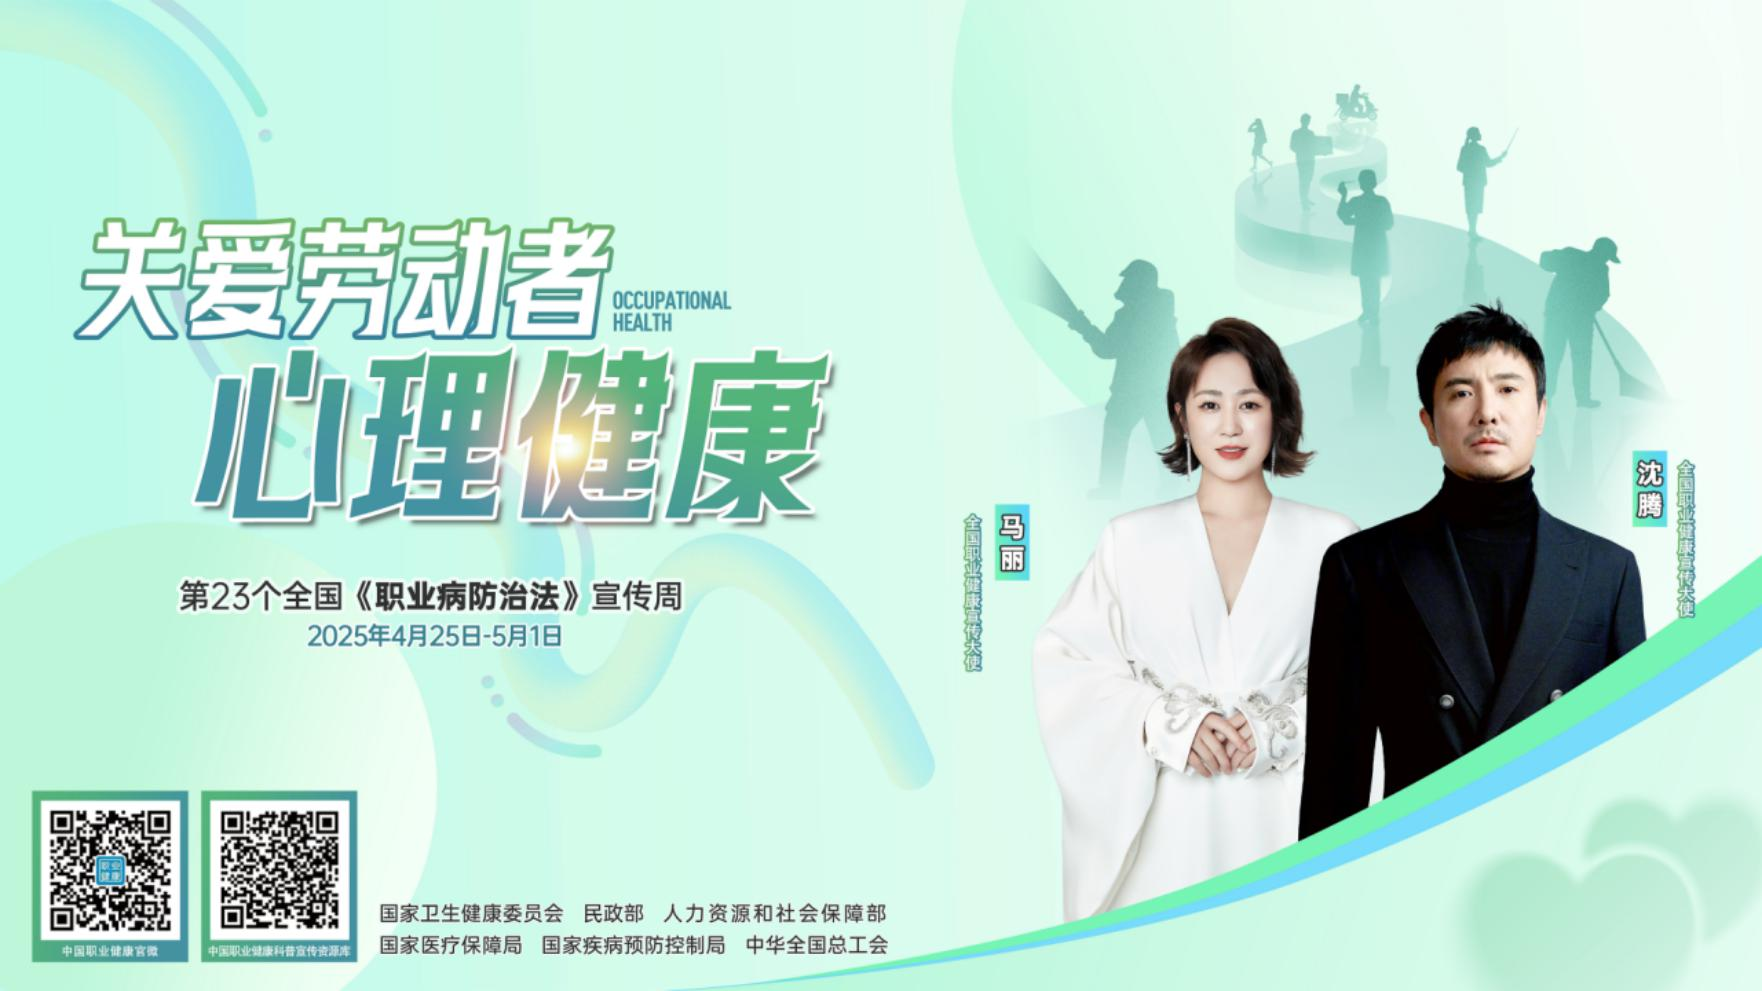 关爱劳动者
OCCUPATIONAL
HEALTH
心理健康
第23个全国《职业病防治法》宣传周
2025年4月25日-5月1日
马丽
全国职业健康宣传大使
沈腾
全国职业健康宣传大使
职业
健康
中国职业健康官微
中国职业健康科普宣传资源库
国家卫生健康委员会 民政部 人力资源和社会保障部
国家医疗保障局 国家疾病预防控制局 中华全国总工会